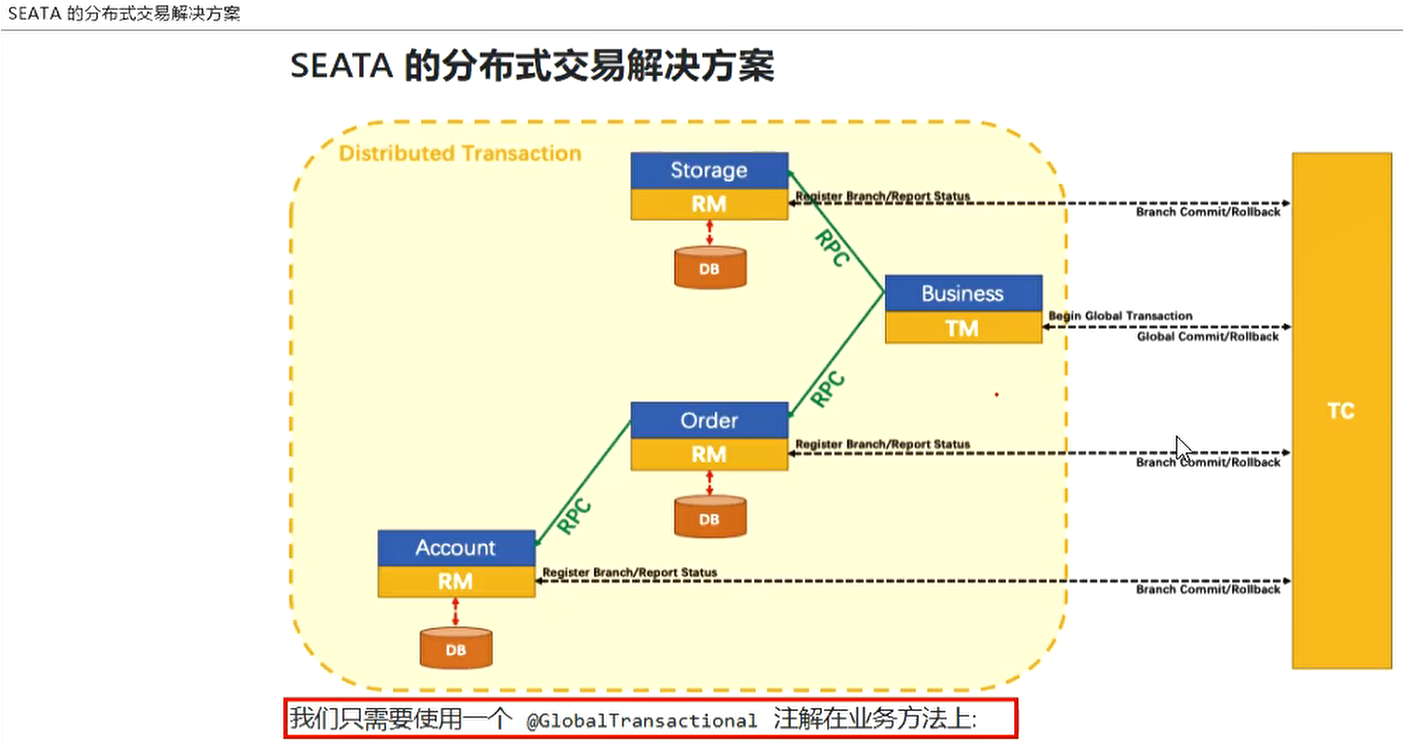 SEATA 的分布式交易解决方案
SEATA 的分布式交易解决方案
Distributed Transaction
Storage
RM
Register Branch/Report Status
Branch Commit/Rollback
RPC
DB
Business
TM
Begin Global Transaction
Global Commit/Rollback
RPC
TC
Order
RM
Register Branch/Report Status
Branch Commit/Rollback
RPC
DB
Account
RM
Register Branch/Report Status
Branch Commit/Rollback
DB
我们只需要使用一个 @GlobalTransactional 注解在业务方法上: